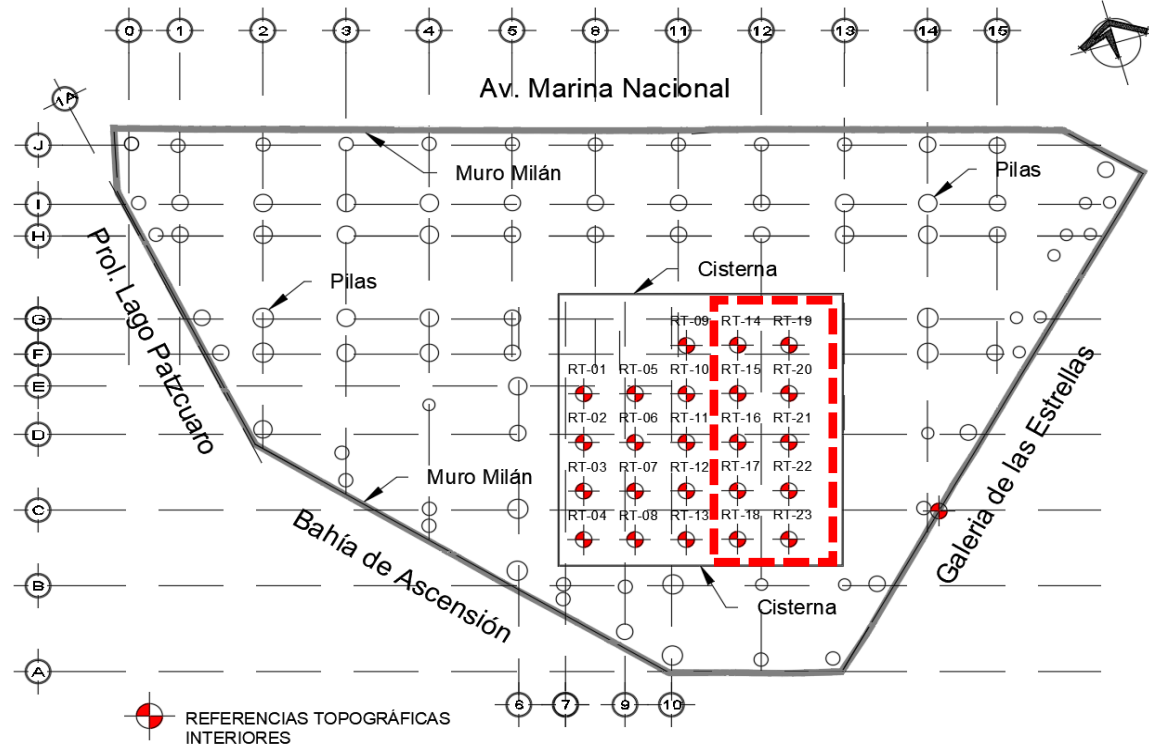 0 1 2 3 4 5 8 11 12 13 14 15
1A
Av. Marina Nacional
J
Muro Milán
Pilas
I
H
Prol. Lago Patzcuaro
Cisterna
Pilas
G
RT-09 RT-14 RT-19
F
RT-01 RT-05 RT-10 RT-15 RT-20
E
RT-02 RT-06 RT-11 RT-16 RT-21
D
RT-03 RT-07 RT-12 RT-17 RT-22
Muro Milán
C
RT-04 RT-08 RT-13 RT-18 RT-23
Galeria de las Estrellas
Bahía de Ascensión
B
Cisterna
A
6 7 9 10
REFERENCIAS TOPOGRÁFICAS
INTERIORES